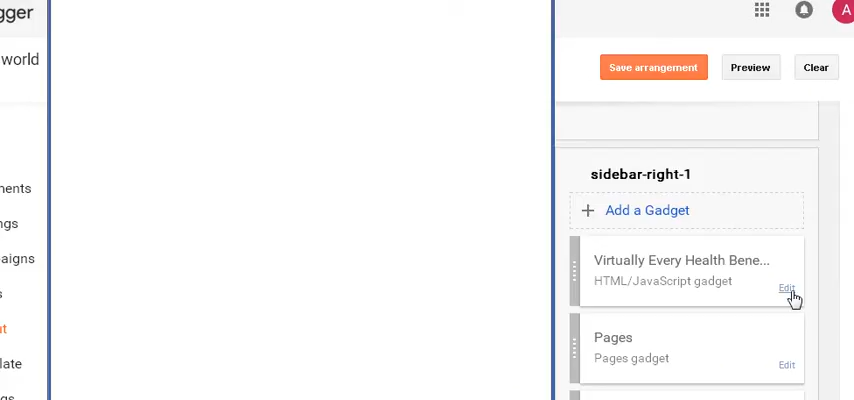 gger
A
world
Save arrangement
Preview
Clear
sidebar-right-1
ments
+ Add a Gadget
ngs
Virtually Every Health Bene...
aigns
HTML/JavaScript gadget
Edit
s
ut
Pages
Pages gadget
late
Edit
gs